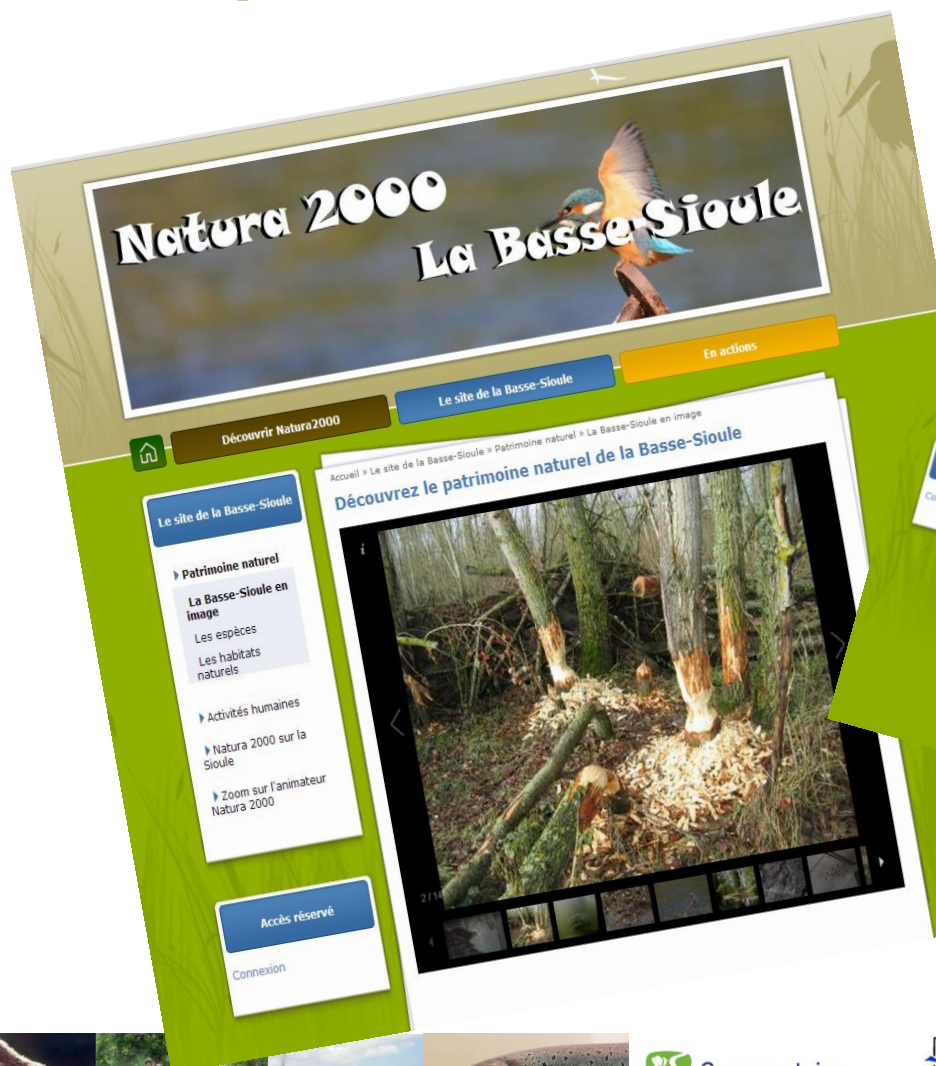 Natura 2000
La Basse-Sioule
Découvrir Natura2000
Le site de la Basse-Sioule
En actions
Le site de la Basse-Sioule
Patrimoine naturel
La Basse-Sioule en
image
Les espèces
Les habitats
naturels
Activités humaines
Natura 2000 sur la
Sioule
Zoom sur l'animateur
Natura 2000
Accès réservé
Connexion
Accueil » Le site de la Basse-Sioule » Patrimoine naturel » La Basse-Sioule en image
Découvrez le patrimoine naturel de la Basse-Sioule
i
2/14